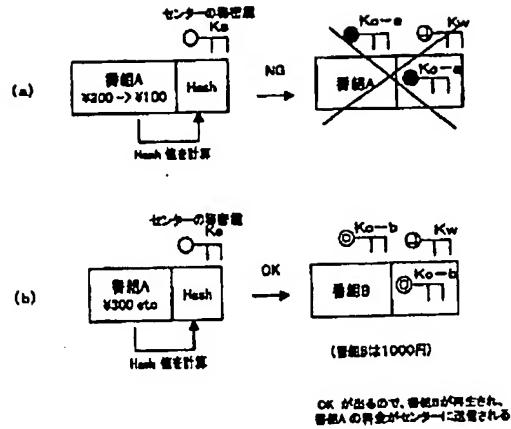 センターの秘密鍵
Ks
(a)
番組A
¥300 -> ¥100
Hash
NG
Ko-a
Kw
番組A
Ko-a
Hash 値を計算
センターの秘密鍵
Ks
(b)
番組A
¥300 etc
Hash
OK
Ko-b
Kw
番組B
Ko-b
Hash 値を計算
(番組Bは1000円)
OK が出るので、番組Bが再生され、
番組Aの料金がセンターに送信される